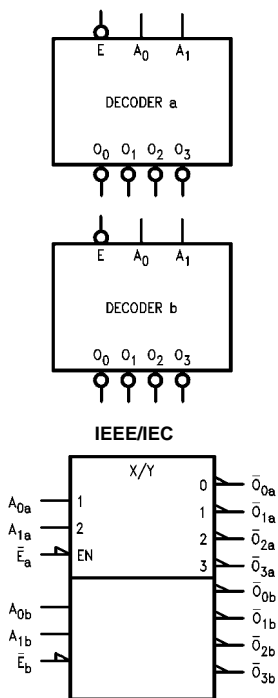 E A0 A1
DECODER a
O0 O1 O2 O3
E A0 A1
DECODER b
O0 O1 O2 O3
IEEE/IEC
X/Y
A0a 1 0 Ō0a
A1a 2 1 Ō1a
Ēa EN 2 Ō2a
3 Ō3a
Ō0b
A0b Ō1b
A1b Ō2b
Ēb Ō3b